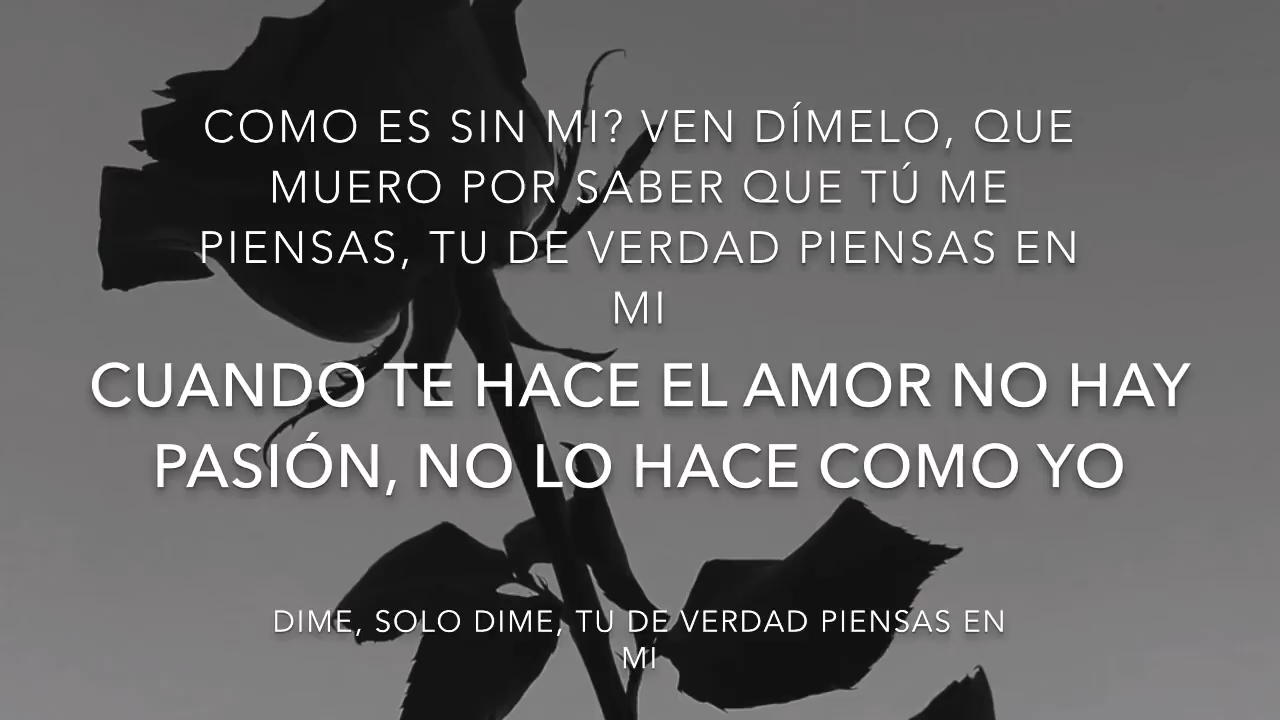 COMO ES SIN MI? VEN DÍMELO, QUE
MUERO POR SABER QUE TÚ ME
PIENSAS, TU DE VERDAD PIENSAS EN
MI
CUANDO TE HACE EL AMOR NO HAY
PASIÓN, NO LO HACE COMO YO
DIME, SOLO DIME, TU DE VERDAD PIENSAS EN
MI